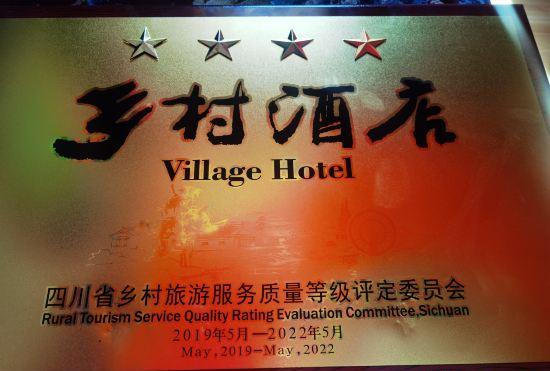 乡村酒店
Village Hotel
四川省乡村旅游服务质量等级评定委员会
Rural Tourism Service Quality Rating Evaluation Committee,Sichuan
2019年5月—2022年5月
May,2019—May,2022